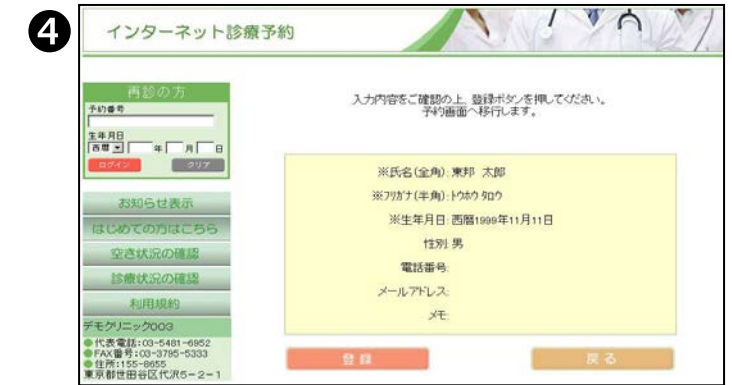 4
インターネット診療予約
再診の方
予約番号
生年月日
西暦 年 月 日
ログイン クリア
お知らせ表示
はじめての方はこちら
空き状況の確認
診療状況の確認
利用規約
デモクリニック003
代表電話:03-5481-6952
FAX番号:03-3795-5333
住所:155-8655
東京都世田谷区代沢5-2-1
入力内容をご確認の上、登録ボタンを押してください。
予約画面へ移行します。
※氏名(全角):東邦 太郎
※フリガナ(半角):トウホウ タロウ
※生年月日:西暦1999年11月11日
性別:男
電話番号:
メールアドレス:
メモ:
登録 戻る